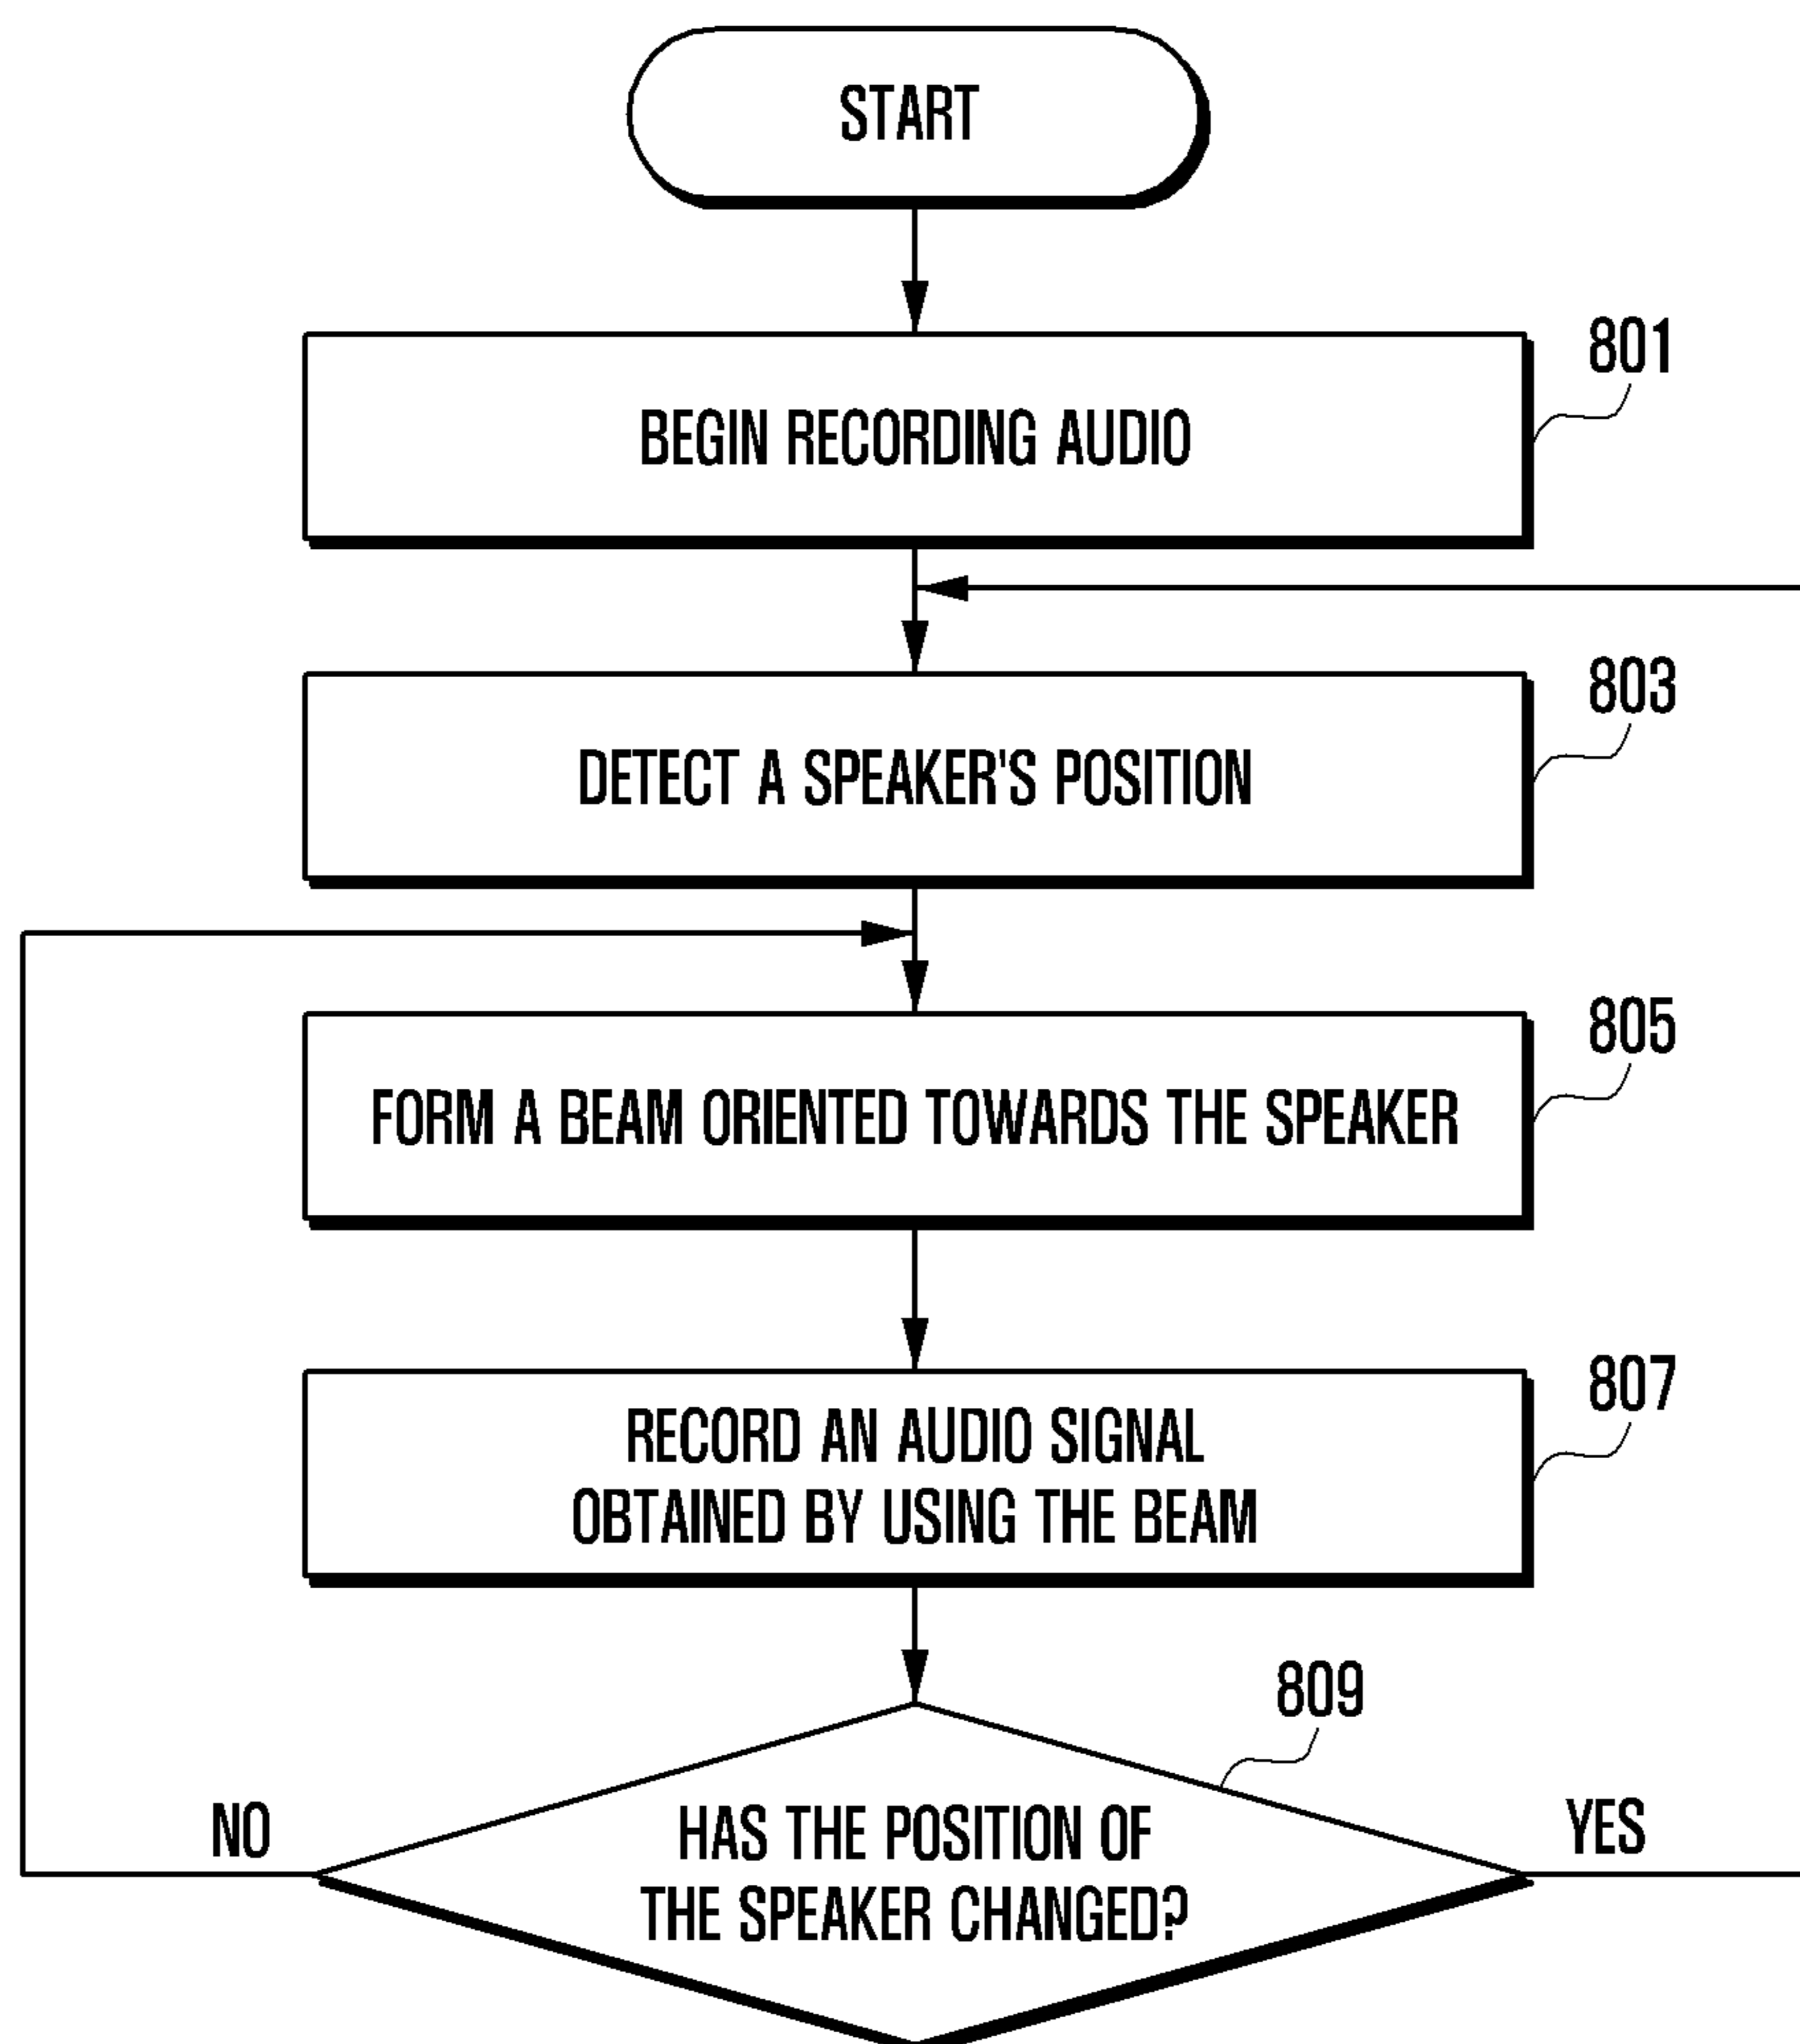 START
801
BEGIN RECORDING AUDIO
803
DETECT A SPEAKER'S POSITION
805
FORM A BEAM ORIENTED TOWARDS THE SPEAKER
807
RECORD AN AUDIO SIGNAL
OBTAINED BY USING THE BEAM
809
NO
YES
HAS THE POSITION OF
THE SPEAKER CHANGED?